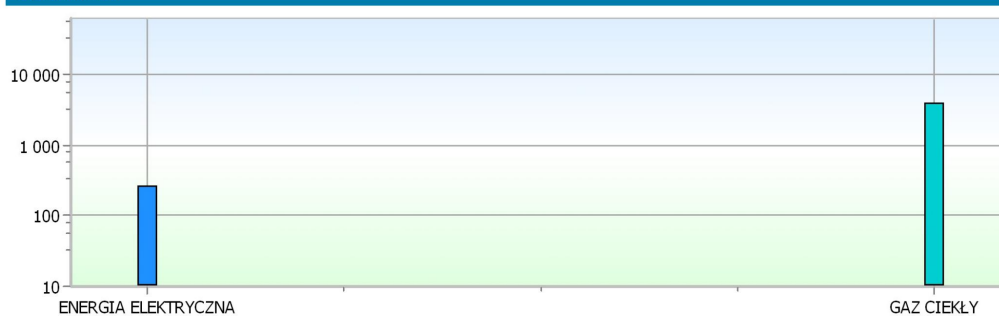 10 000
1 000
100
10
ENERGIA ELEKTRYCZNA
GAZ CIEKŁY